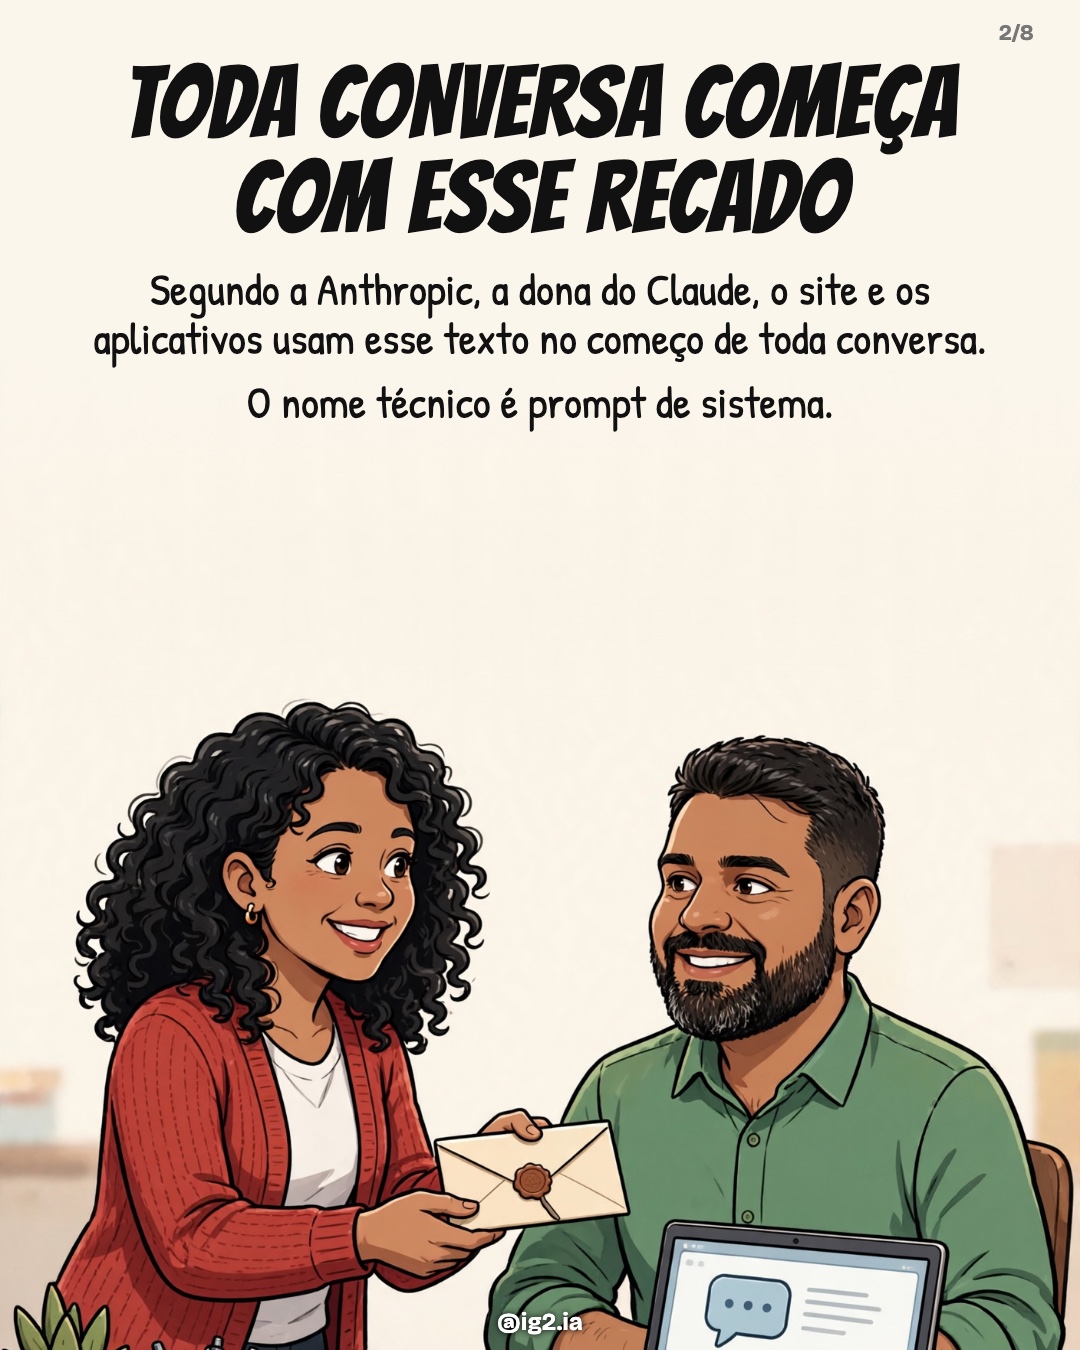 2/8
TODA CONVERSA COMEÇA
COM ESSE RECADO
Segundo a Anthropic, a dona do Claude, o site e os
aplicativos usam esse texto no começo de toda conversa.
O nome técnico é prompt de sistema.
@ig2.ia